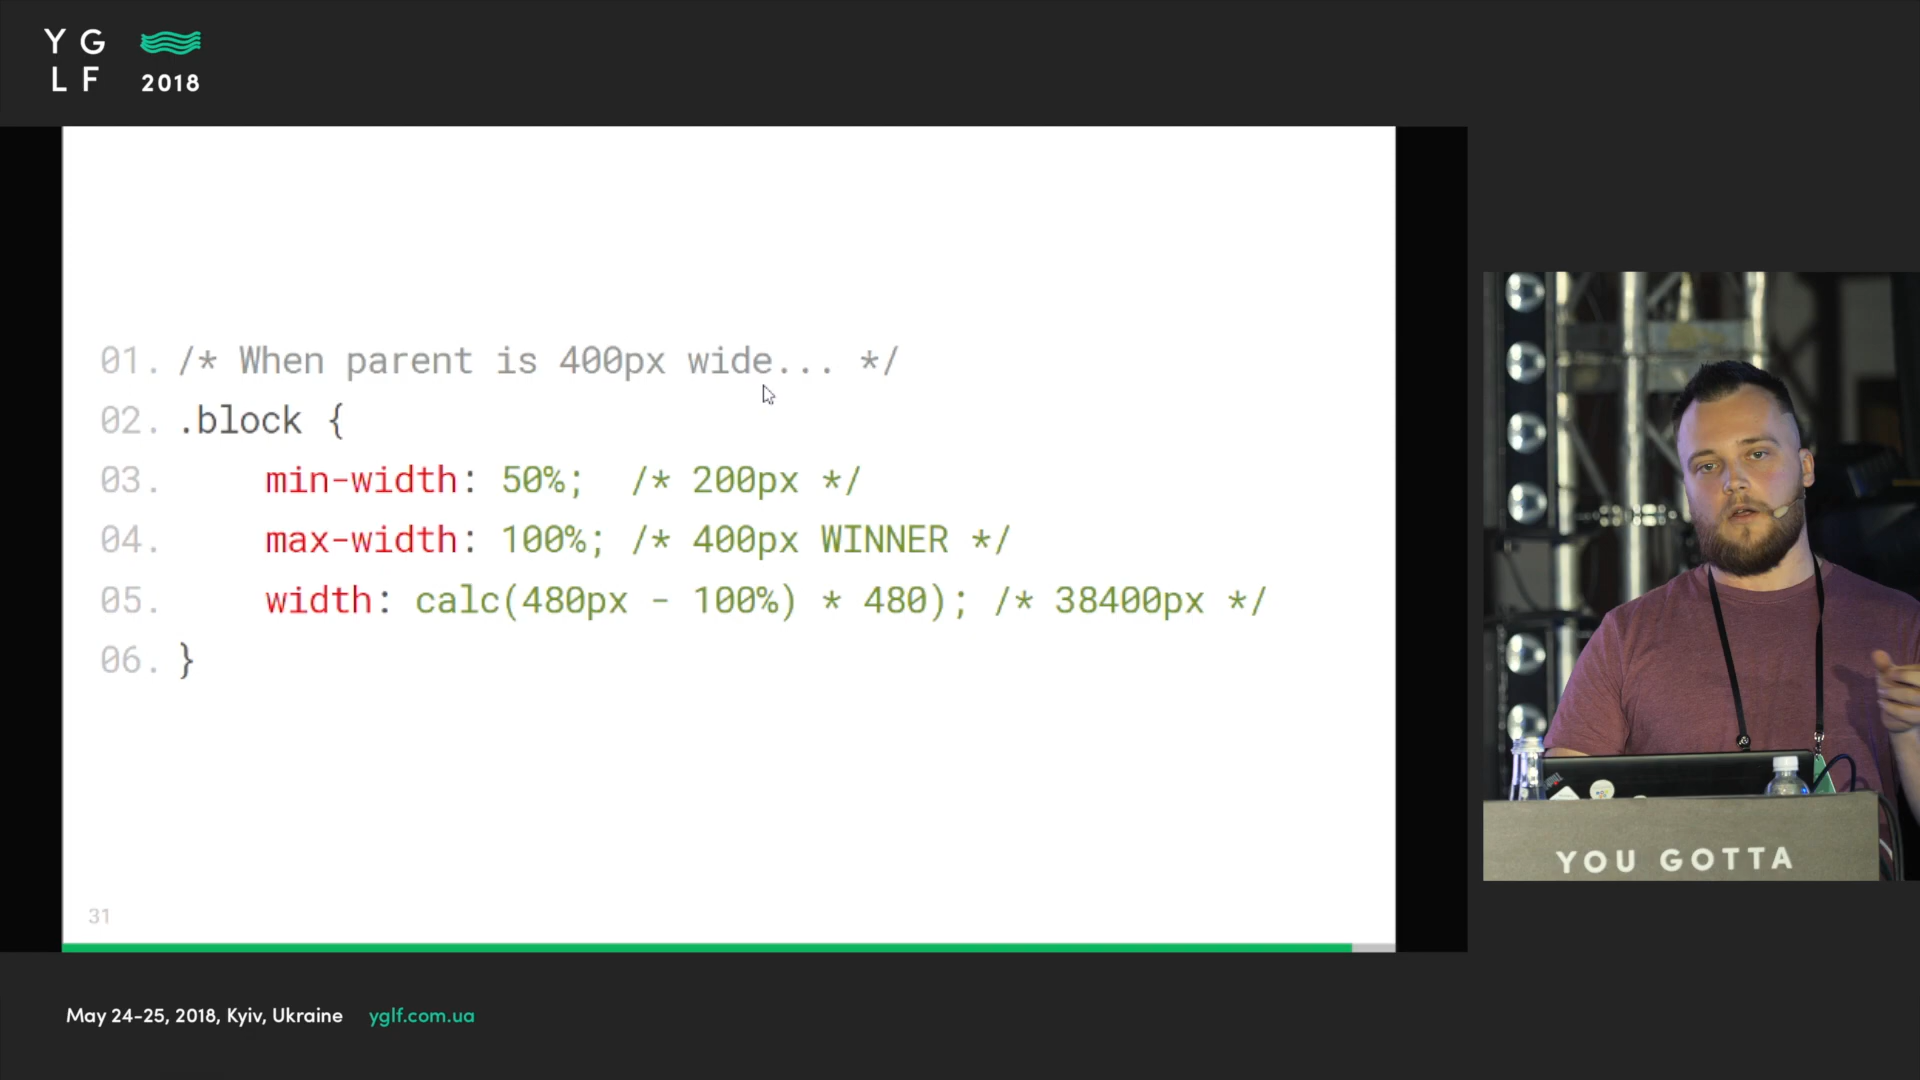 Y G
L F
2018
01. /* When parent is 400px wide... */
02. .block {
03. min-width: 50%; /* 200px */
04. max-width: 100%; /* 400px WINNER */
05. width: calc(480px - 100%) * 480); /* 38400px */
06. }
31
YOU GOTTA
May 24-25, 2018, Kyiv, Ukraine yglf.com.ua